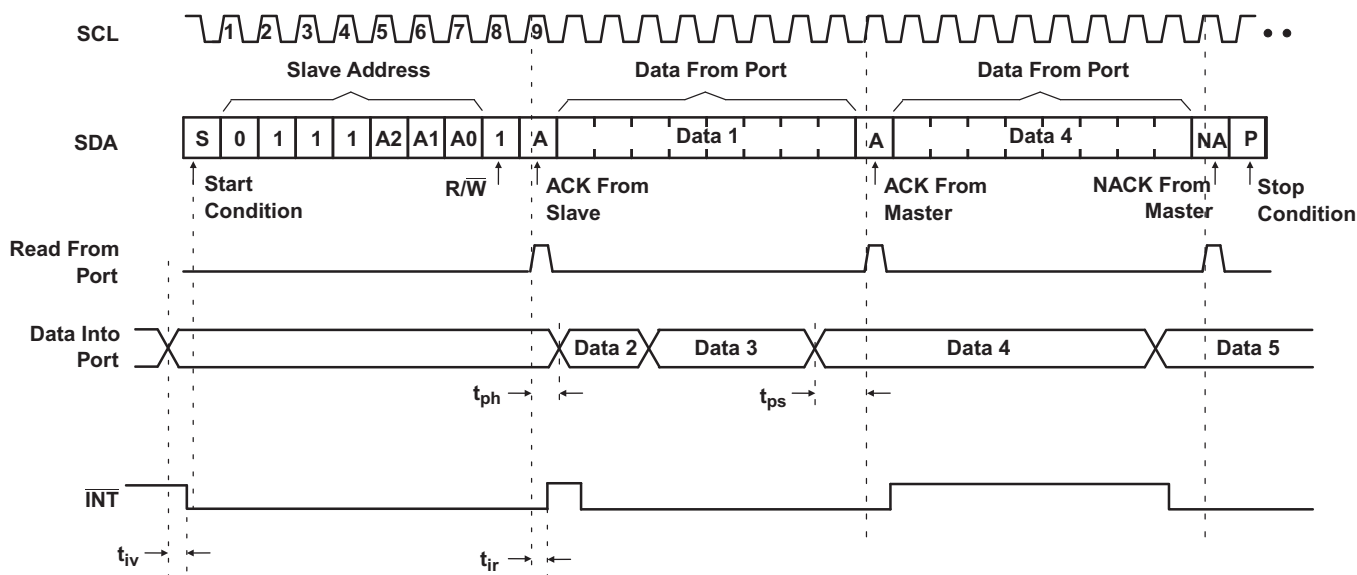 SCL
1 2 3 4 5 6 7 8 9
Slave Address
Data From Port
Data From Port
SDA
S 0 1 1 1 A2 A1 A0 1 A Data 1 A Data 4 NA P
Start
Condition
R/W
ACK From
Slave
ACK From
Master
NACK From
Master
Stop
Condition
Read From
Port
Data Into
Port
Data 2 Data 3 Data 4 Data 5
tph
tps
INT
tiv
tir